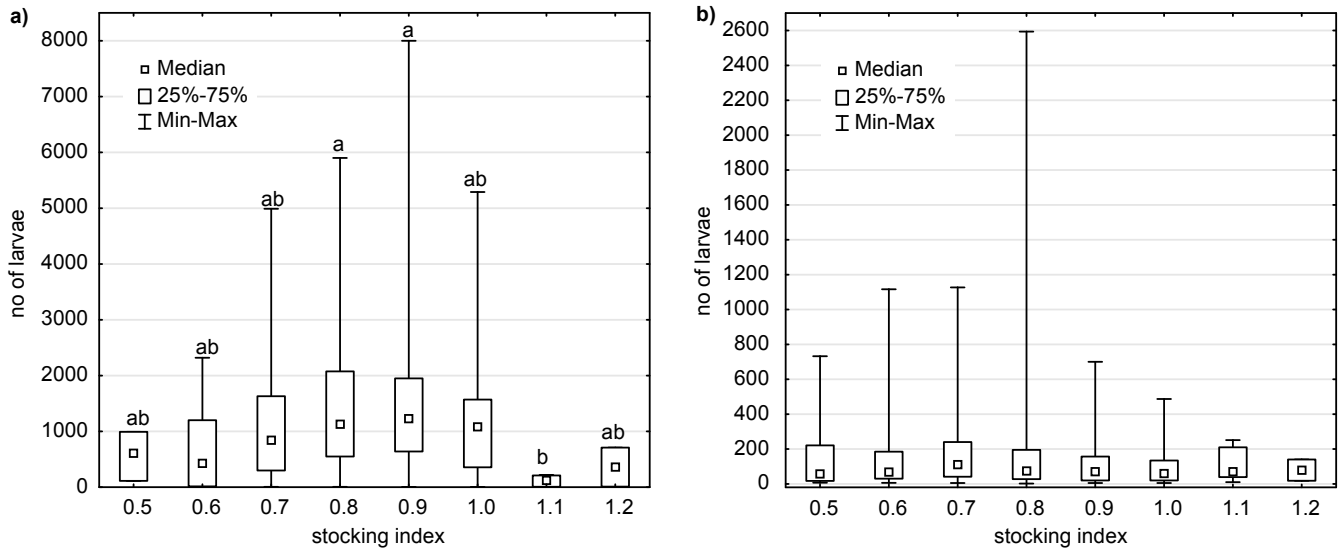 a)
8000
7000
6000
5000
4000
3000
2000
1000
0
no of larvae
Median
25%-75%
Min-Max
ab
ab
ab
a
a
ab
b
ab
0.5 0.6 0.7 0.8 0.9 1.0 1.1 1.2
stocking index
b)
2600
2400
2200
2000
1800
1600
1400
1200
1000
800
600
400
200
0
no of larvae
Median
25%-75%
Min-Max
0.5 0.6 0.7 0.8 0.9 1.0 1.1 1.2
stocking index